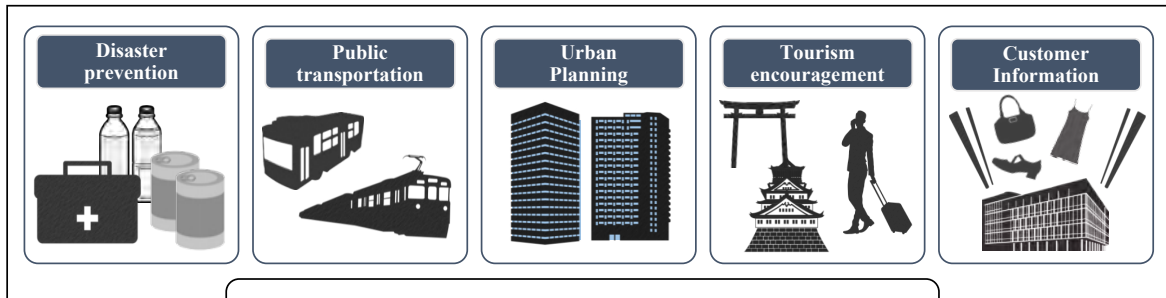 Disaster
prevention
Public
transportation
Urban
Planning
Tourism
encouragement
Customer
Information